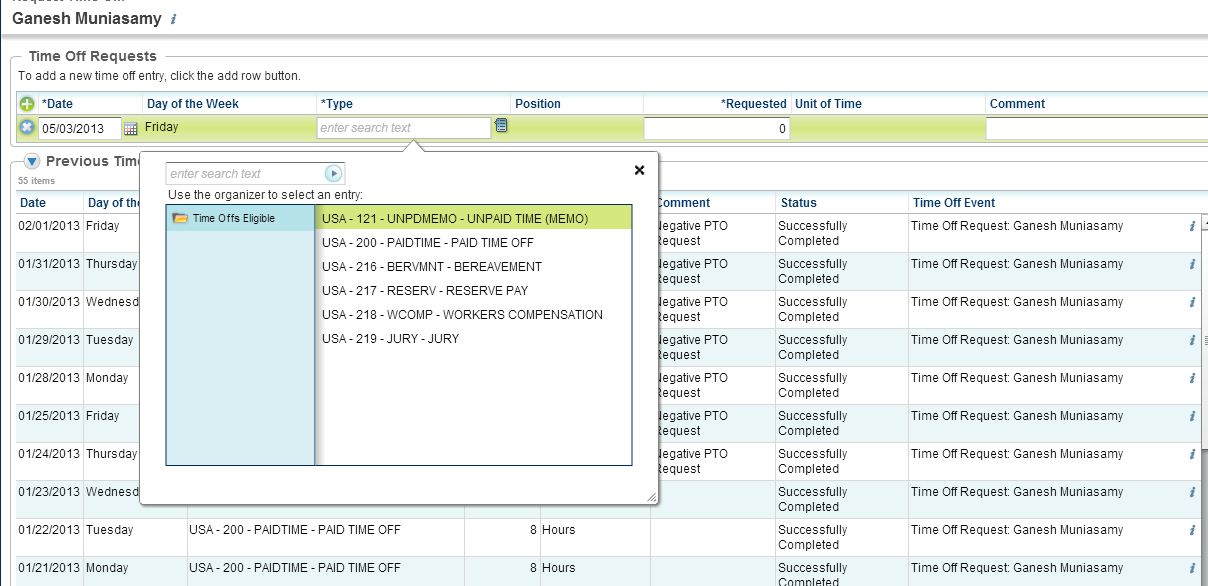 Ganesh Muniasamy i
Time Off Requests
To add a new time off entry, click the add row button.
*Date Day of the Week *Type Position *Requested Unit of Time Comment
05/03/2013 Friday enter search text 0
Previous Tim
55 items
enter search text
Use the organizer to select an entry:
Time Offs Eligible
USA - 121 - UNPDMEMO - UNPAID TIME (MEMO)
USA - 200 - PAIDTIME - PAID TIME OFF
USA - 216 - BERVMNT - BEREAVEMENT
USA - 217 - RESERV - RESERVE PAY
USA - 218 - WCOMP - WORKERS COMPENSATION
USA - 219 - JURY - JURY
Date Day of the Comment Status Time Off Event
02/01/2013 Friday Negative PTO Successfully Time Off Request: Ganesh Muniasamy i
Request Completed
01/31/2013 Thursday Negative PTO Successfully Time Off Request: Ganesh Muniasamy i
Request Completed
01/30/2013 Wednesd Negative PTO Successfully Time Off Request: Ganesh Muniasamy i
Request Completed
01/29/2013 Tuesday Negative PTO Successfully Time Off Request: Ganesh Muniasamy i
Request Completed
01/28/2013 Monday Negative PTO Successfully Time Off Request: Ganesh Muniasamy i
Request Completed
01/25/2013 Friday Negative PTO Successfully Time Off Request: Ganesh Muniasamy i
Request Completed
01/24/2013 Thursday Negative PTO Successfully Time Off Request: Ganesh Muniasamy i
Request Completed
01/23/2013 Wednesd Successfully Time Off Request: Ganesh Muniasamy i
Completed
01/22/2013 Tuesday USA - 200 - PAIDTIME - PAID TIME OFF 8 Hours Successfully Time Off Request: Ganesh Muniasamy i
Completed
01/21/2013 Monday USA - 200 - PAIDTIME - PAID TIME OFF 8 Hours Successfully Time Off Request: Ganesh Muniasamy i
Completed